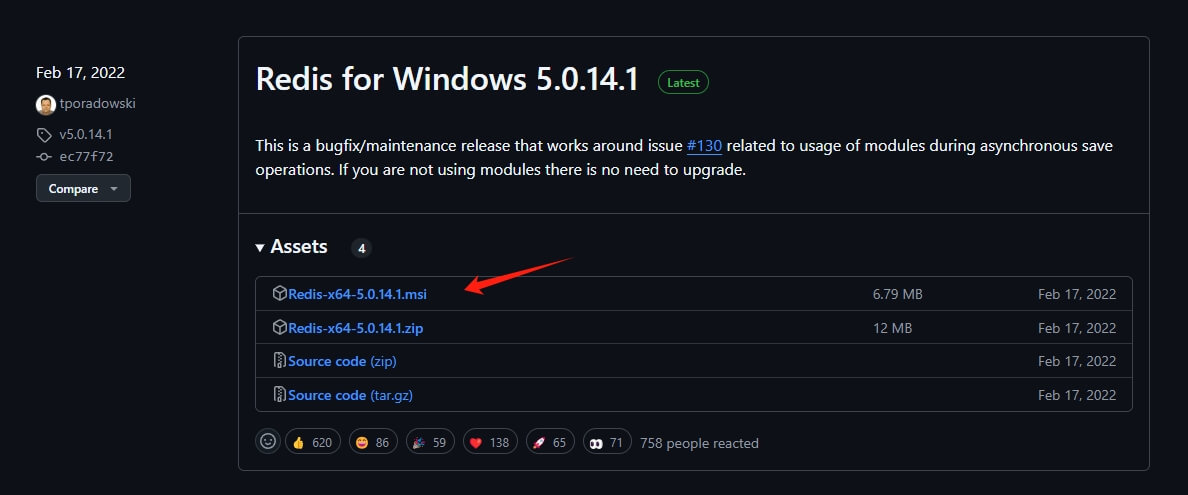 Feb 17, 2022
tporadowski
v5.0.14.1
ec77f72
Compare
Redis for Windows 5.0.14.1 Latest
This is a bugfix/maintenance release that works around issue #130 related to usage of modules during asynchronous save
operations. If you are not using modules there is no need to upgrade.
Assets 4
Redis-x64-5.0.14.1.msi 6.79 MB Feb 17, 2022
Redis-x64-5.0.14.1.zip 12 MB Feb 17, 2022
Source code (zip) Feb 17, 2022
Source code (tar.gz) Feb 17, 2022
620 86 59 138 65 71 758 people reacted